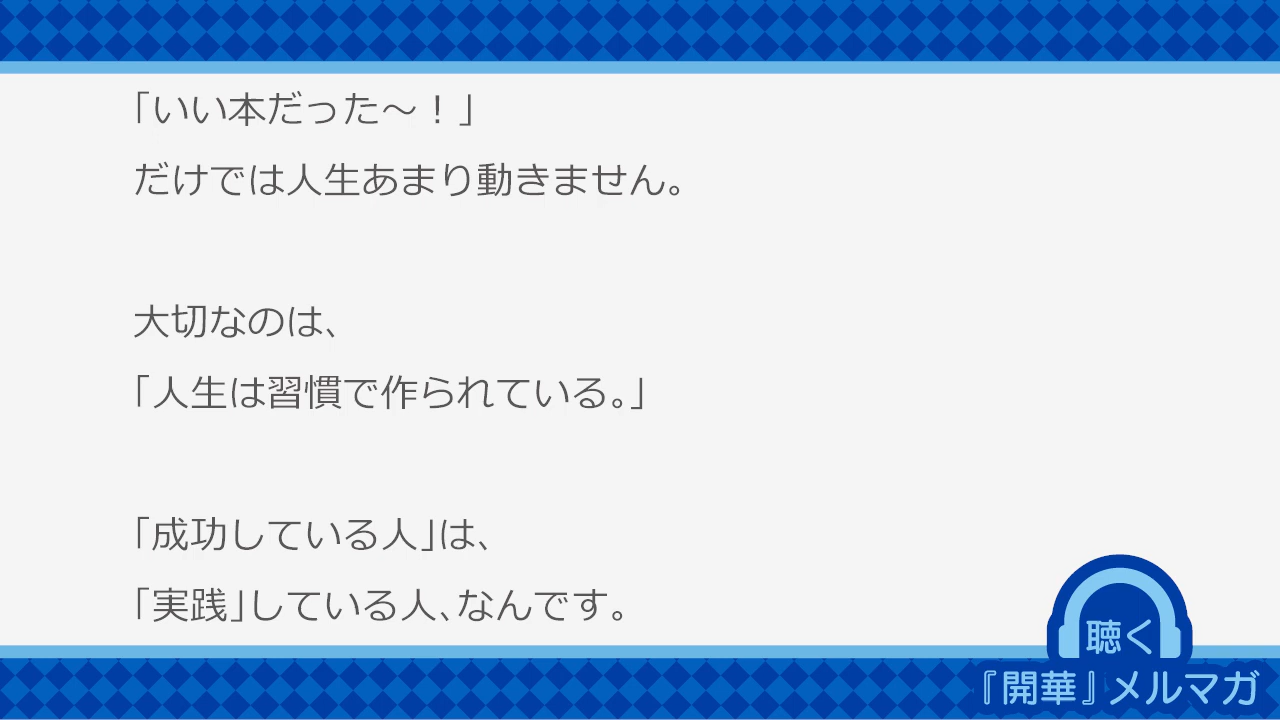 「いい本だった～！」
だけでは人生あまり動きません。
大切なのは、
「人生は習慣で作られている。」
「成功している人」は、
「実践」している人、なんです。
聴く
『開華』メルマガ